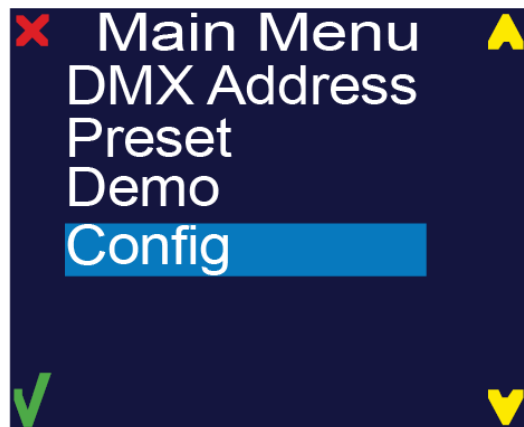 Main Menu
DMX Address
Preset
Demo
Config